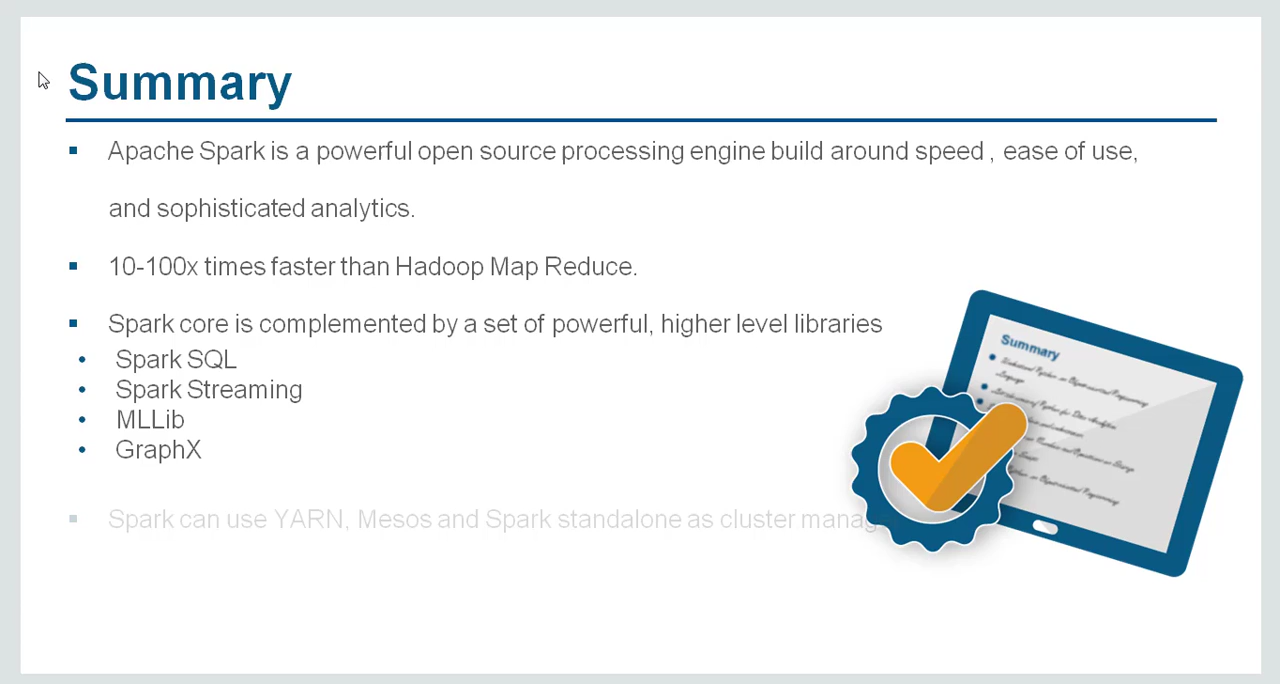 Summary
Apache Spark is a powerful open source processing engine build around speed , ease of use,
and sophisticated analytics.
10-100x times faster than Hadoop Map Reduce.
Spark core is complemented by a set of powerful, higher level libraries
Spark SQL
Spark Streaming
MLLib
GraphX
Spark can use YARN, Mesos and Spark standalone as cluster manager
Summary